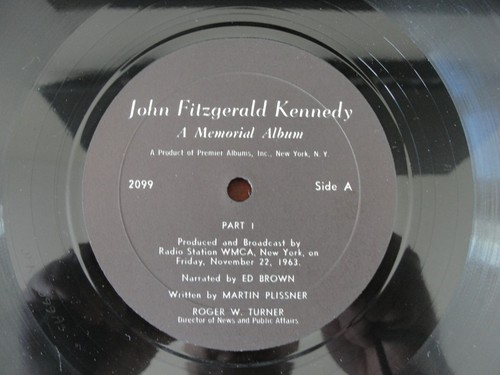 John Fitzgerald Kennedy
A Memorial Album
A Product of Premier Albums, Inc., New York, N. Y.
2099 Side A
PART 1
Produced and Broadcast by
Radio Station WMCA, New York, on
Friday, November 22, 1963.
Narrated by ED BROWN
Written by MARTIN PLISSNER
ROGER W. TURNER
Director of News and Public Affairs